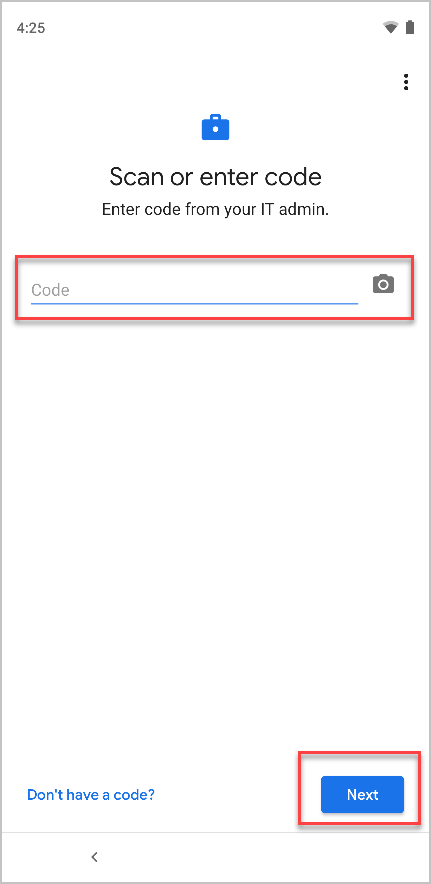 4:25
Scan or enter code
Enter code from your IT admin.
Code
Don't have a code?
Next